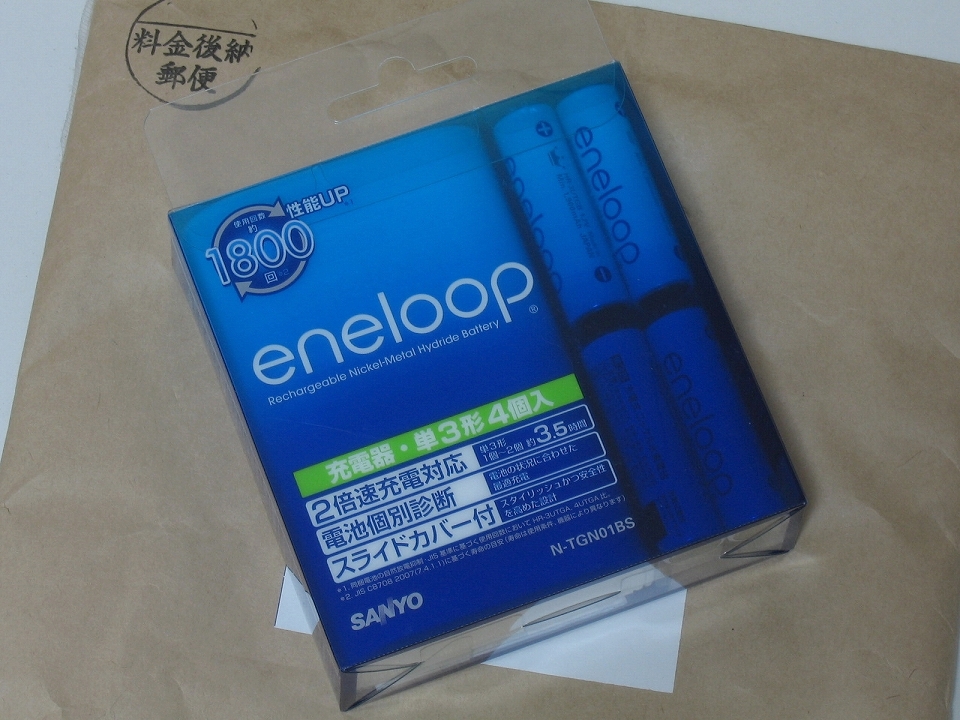 料金後納
郵便
使用回数
約
1800
回
性能UP
eneloop
Rechargeable Nickel-Metal Hydride Battery
充電器・単3形4個入
2倍速充電対応
単3形
1個~2個 約3.5時間
電池個別診断
電池の状況に合わせた
最適充電
スライドカバー付
スタイリッシュかつ安全性
を高めた設計
N-TGN01BS
SANYO
eneloop
eneloop
eneloop